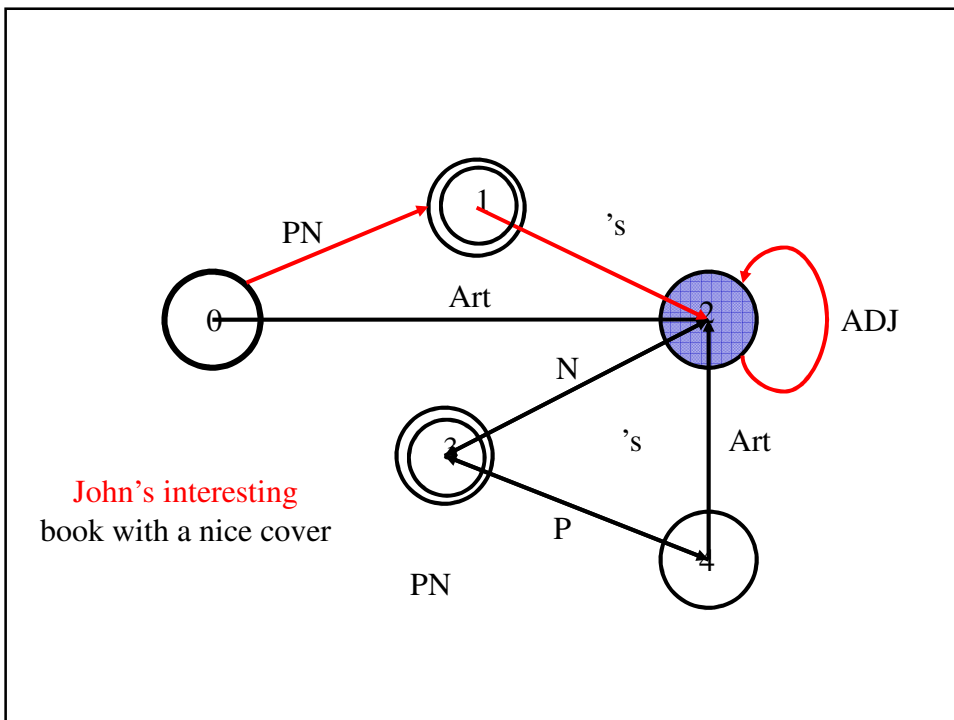 1
PN
's
Art
0
2
ADJ
N
3
's
Art
John's interesting
book with a nice cover
P
4
PN